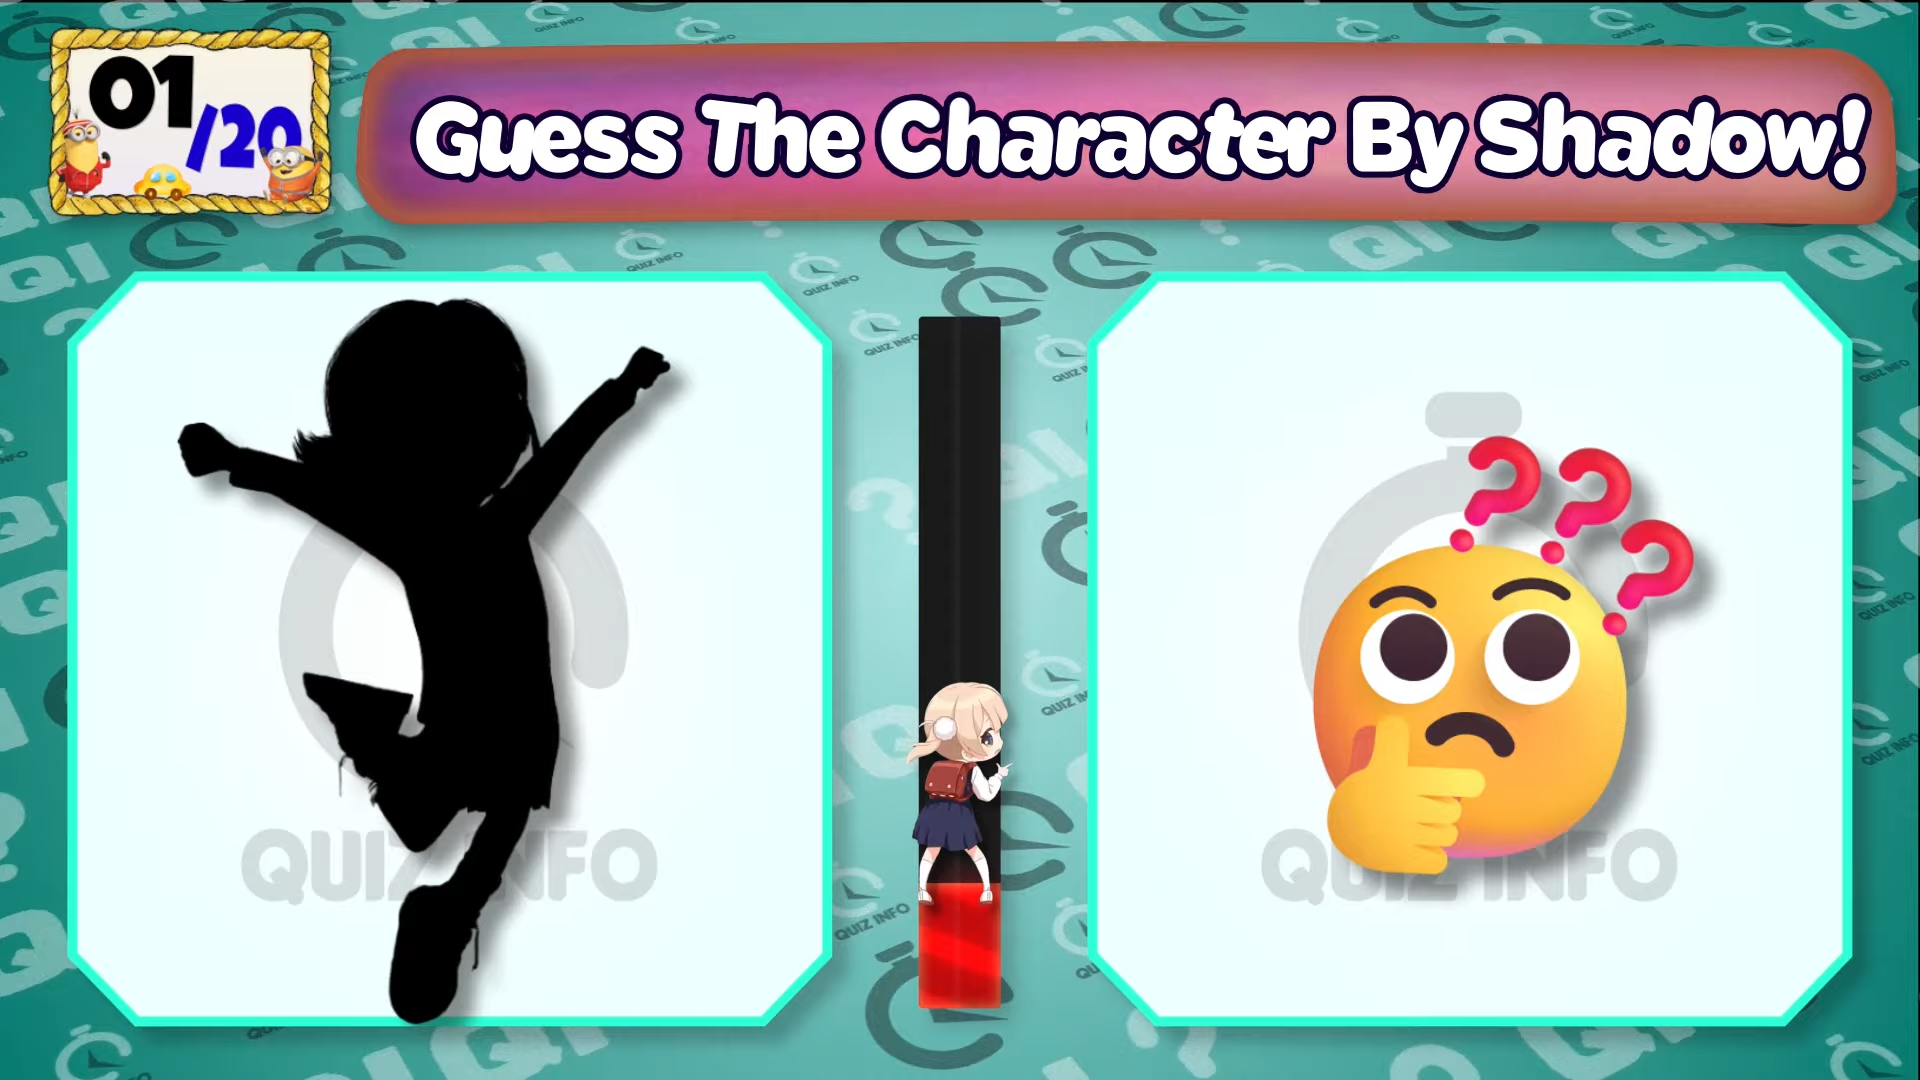 01
/20
Guess The Character By Shadow!
???
QUIZ INFO
QUIZ INFO